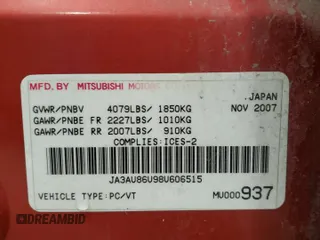 MFD. BY MITSUBISHI MOTORS
JAPAN
GVWR/PNBV 4079LBS/ 1850KG NOV 2007
GAWR/PNBE FR 2227LBS/ 1010KG
GAWR/PNBE RR 2007LBS/ 910KG
COMPLIES:ICES-2
JA3AU86U98U606515
VEHICLE TYPE:PC/VT MU000937
DREAMBID